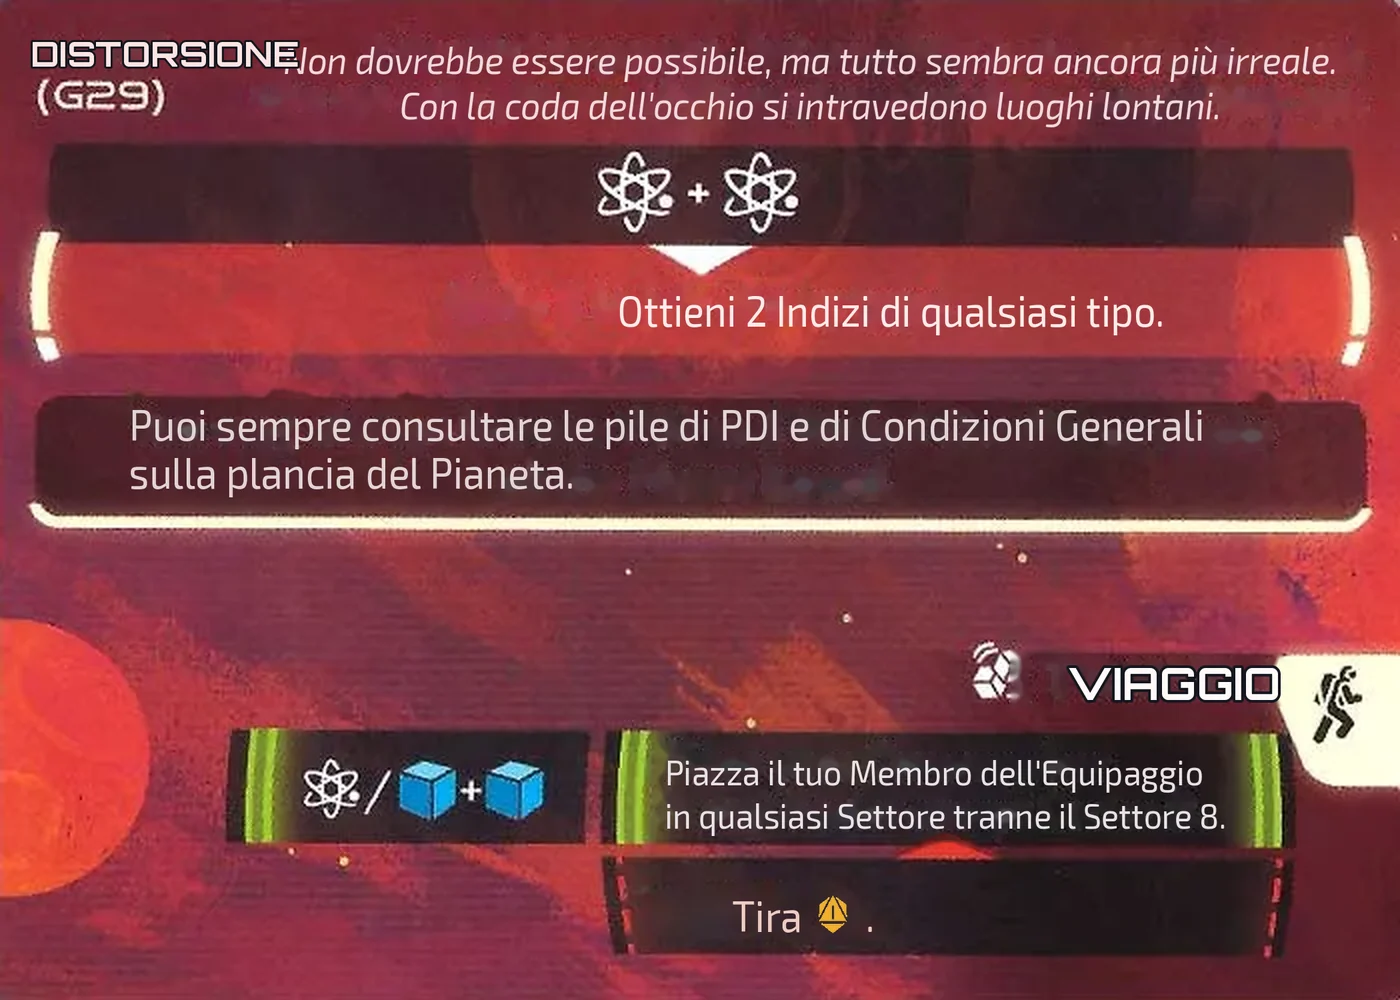 DISTORSIONE
(G29)
Non dovrebbe essere possibile, ma tutto sembra ancora più irreale.
Con la coda dell'occhio si intravedono luoghi lontani.
+
Ottieni 2 Indizi di qualsiasi tipo.
Puoi sempre consultare le pile di PDI e di Condizioni Generali
sulla plancia del Pianeta.
VIAGGIO
/ +
Piazza il tuo Membro dell'Equipaggio
in qualsiasi Settore tranne il Settore 8.
Tira .